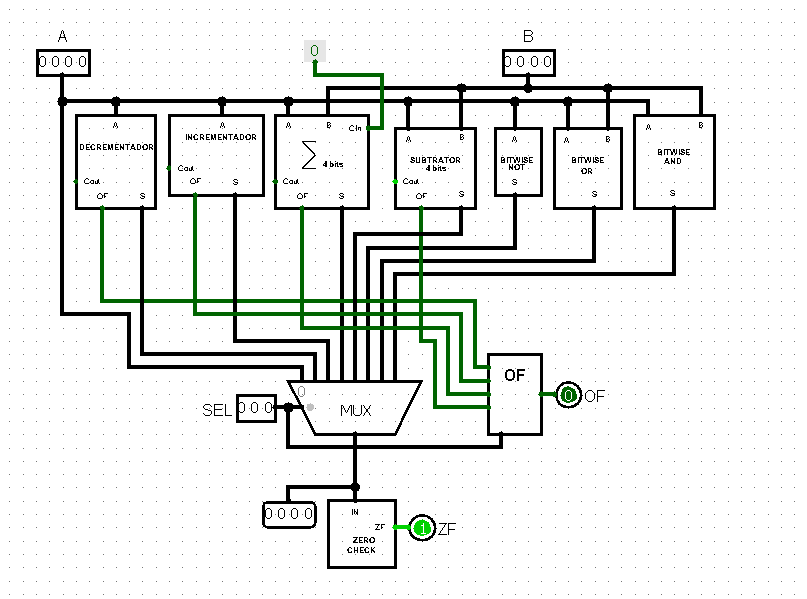 A
0
B
0 0 0 0
0 0 0 0
A
A
A
B
CIn
A
B
A
A
B
A
B
DECREMENTADOR
INCREMENTADOR
4 bits
SUBTRATOR
4 bits
BITWISE
NOT
BITWISE
OR
BITWISE
AND
Cout
Cout
Cout
Cout
OF
S
OF
S
OF
S
OF
S
S
S
S
OF
0
OF
0
SEL
0 0 0
MUX
0 0 0 0
IN
ZF
ZERO
CHECK
1
ZF